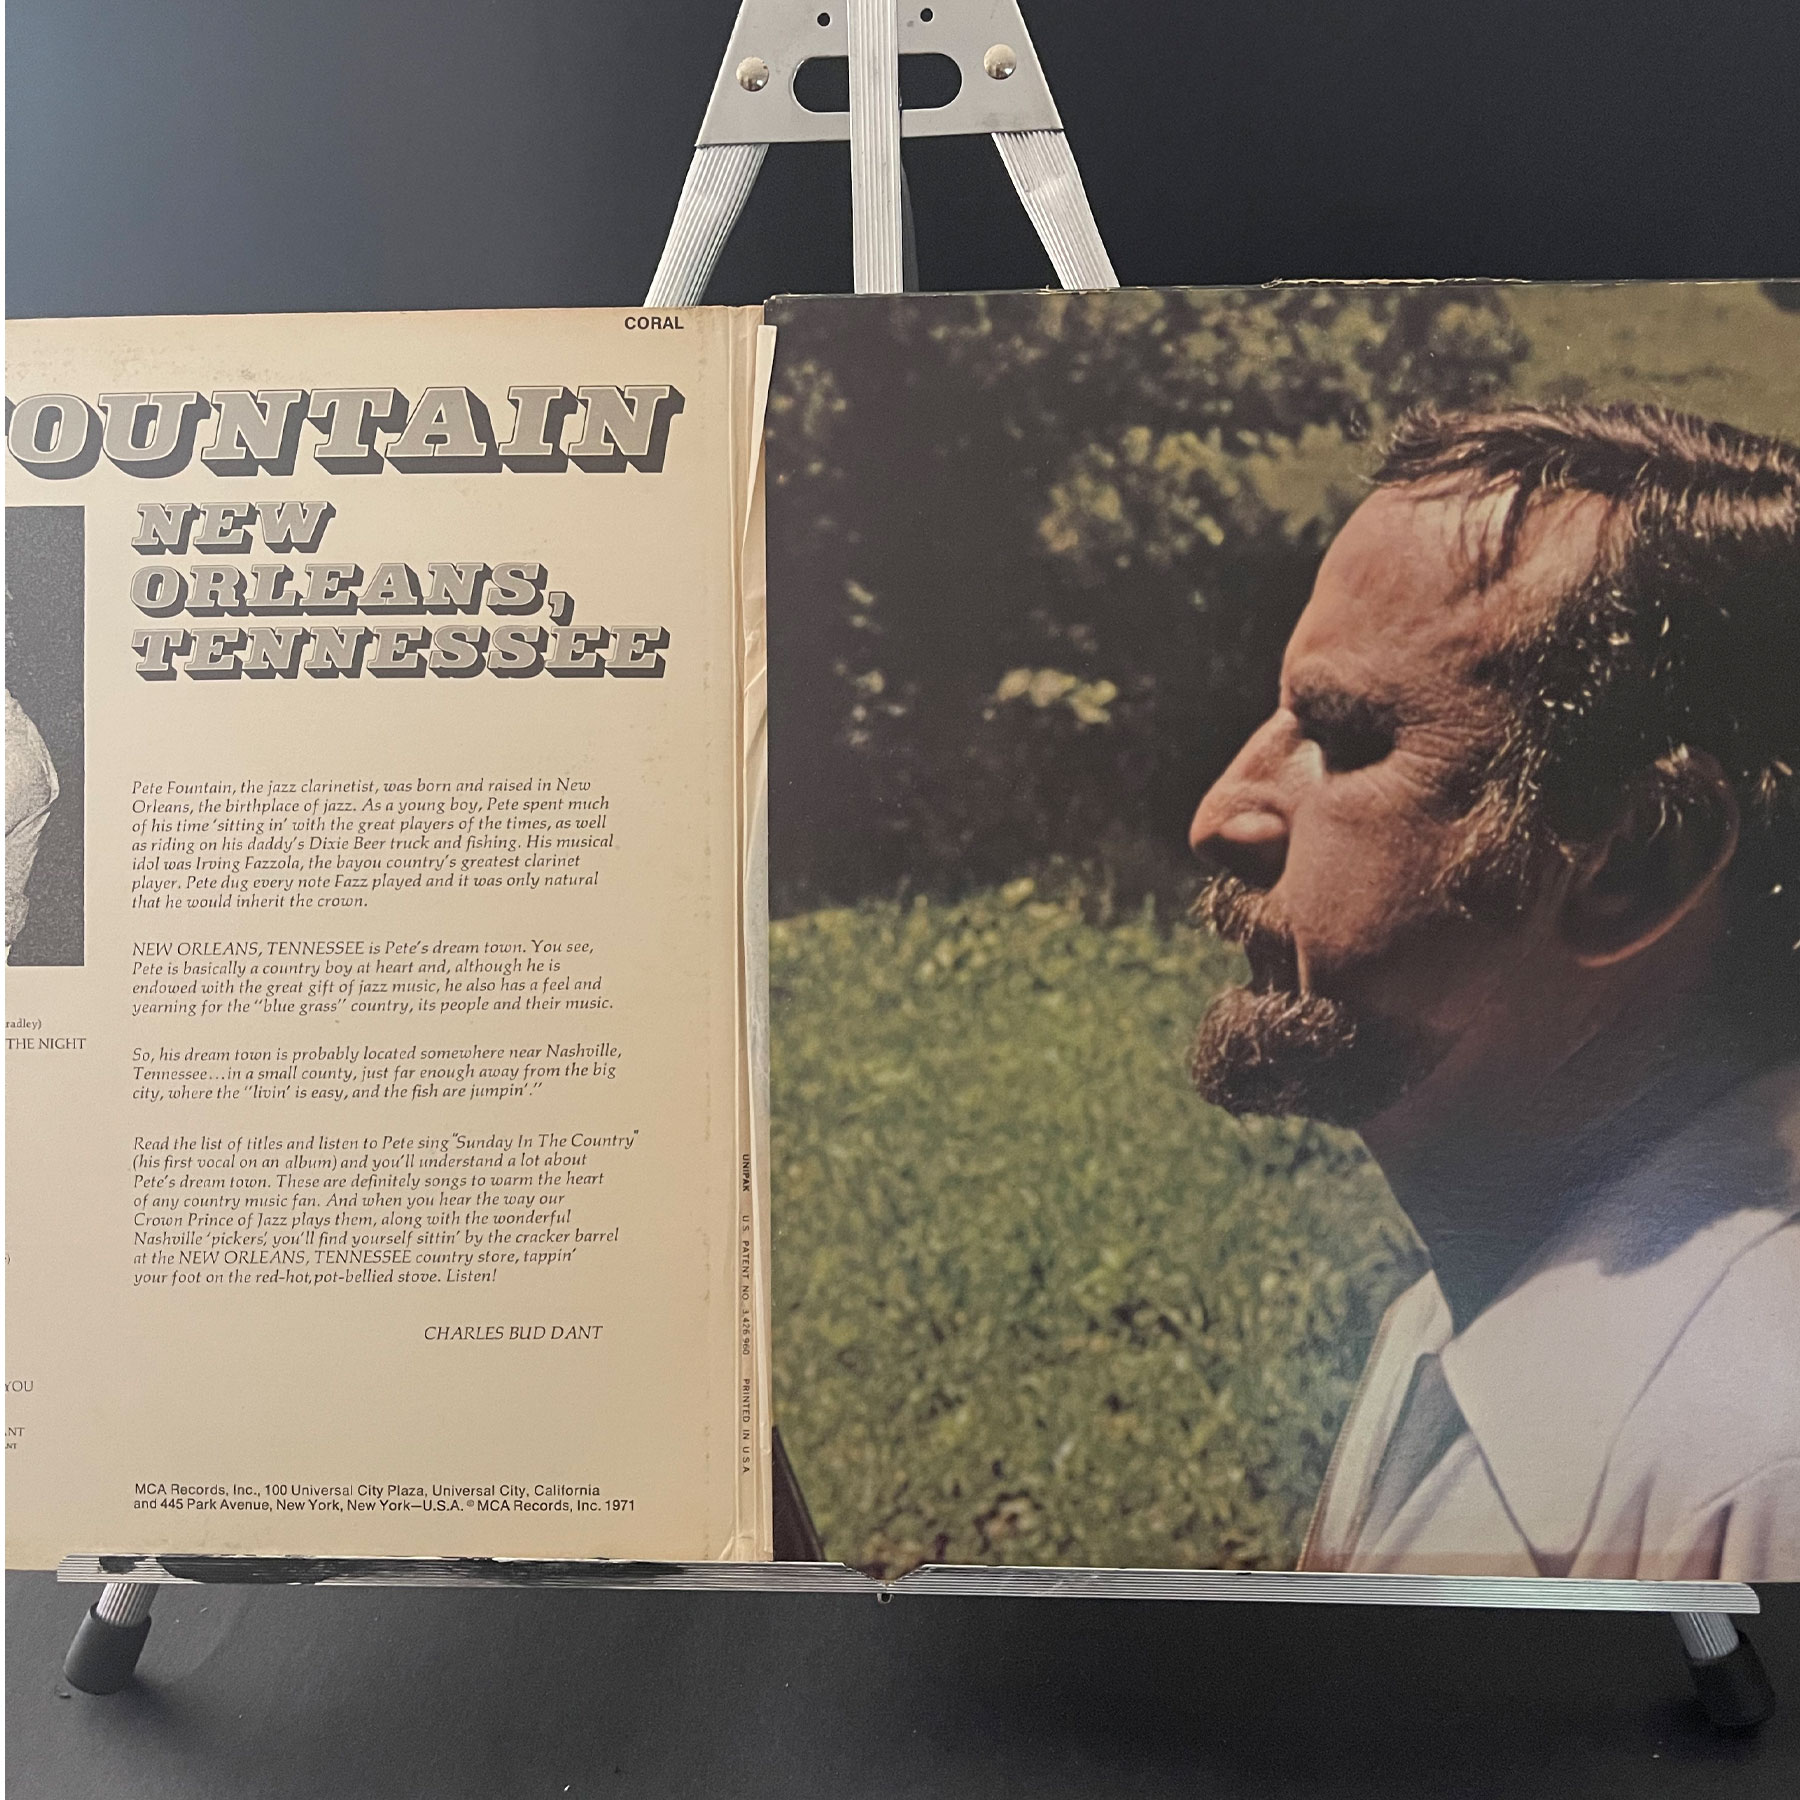 CORAL
OUNTAIN
NEW
ORLEANS,
TENNESSEE
radley)
THE NIGHT
YOU
Pete Fountain, the jazz clarinetist, was born and raised in New
Orleans, the birthplace of jazz. As a young boy, Pete spent much
of his time 'sitting in' with the great players of the times, as well
as riding on his daddy's Dixie Beer truck and fishing. His musical
idol was Irving Fazzola, the bayou country's greatest clarinet
player. Pete dug every note Fazz played and it was only natural
that he would inherit the crown.
NEW ORLEANS, TENNESSEE is Pete's dream town. You see,
Pete is basically a country boy at heart and, although he is
endowed with the great gift of jazz music, he also has a feel and
yearning for the "blue grass" country, its people and their music.
So, his dream town is probably located somewhere near Nashville,
Tennessee...in a small county, just far enough away from the big
city, where the "livin' is easy, and the fish are jumpin'."
Read the list of titles and listen to Pete sing "Sunday In The Country"
(his first vocal on an album) and you'll understand a lot about
Pete's dream town. These are definitely songs to warm the heart
of any country music fan. And when you hear the way our
Crown Prince of Jazz plays them, along with the wonderful
Nashville 'pickers', you'll find yourself sittin' by the cracker barrel
at the NEW ORLEANS, TENNESSEE country store, tappin'
your foot on the red-hot, pot-bellied stove. Listen!
CHARLES BUD DANT
MCA Records, Inc., 100 Universal City Plaza, Universal City, California
and 445 Park Avenue, New York, New York—U.S.A. ℗ MCA Records, Inc. 1971
UNIPAK U.S. PATENT NO. 3,426,960 PRINTED IN U.S.A.